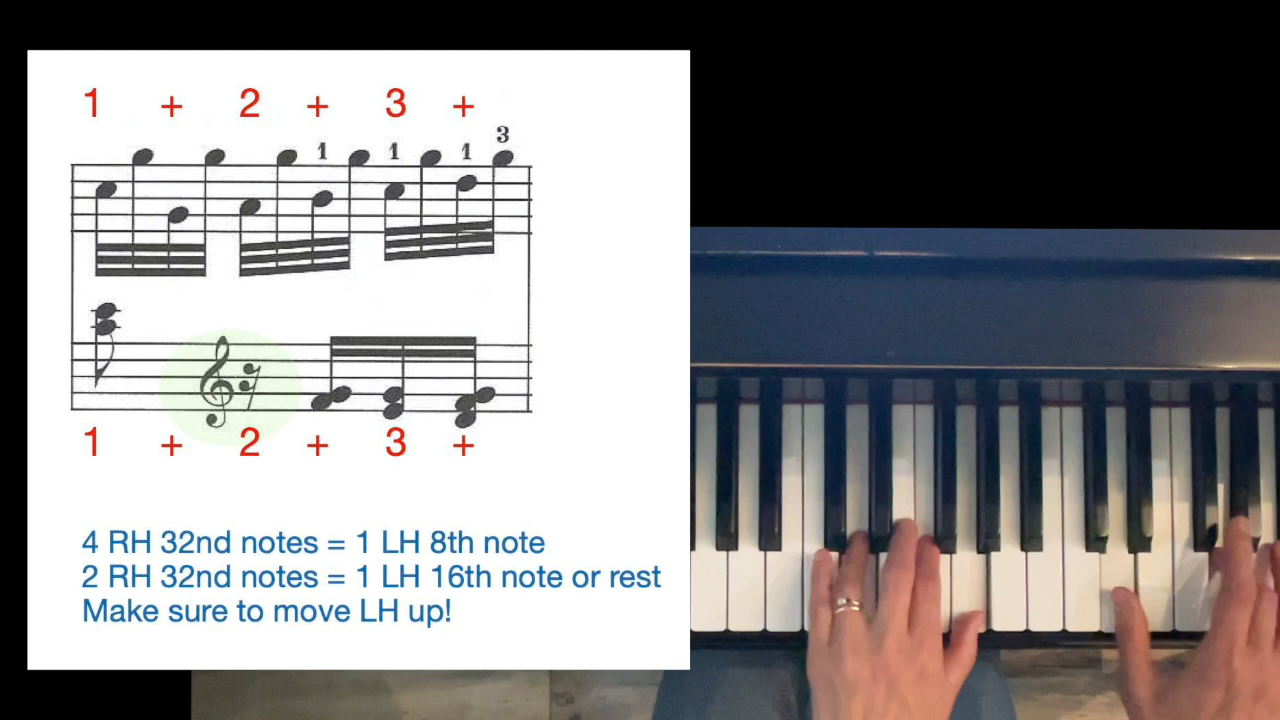 1 + 2 + 3 +
3
1 1 1
1 + 2 + 3 +
4 RH 32nd notes = 1 LH 8th note
2 RH 32nd notes = 1 LH 16th note or rest
Make sure to move LH up!